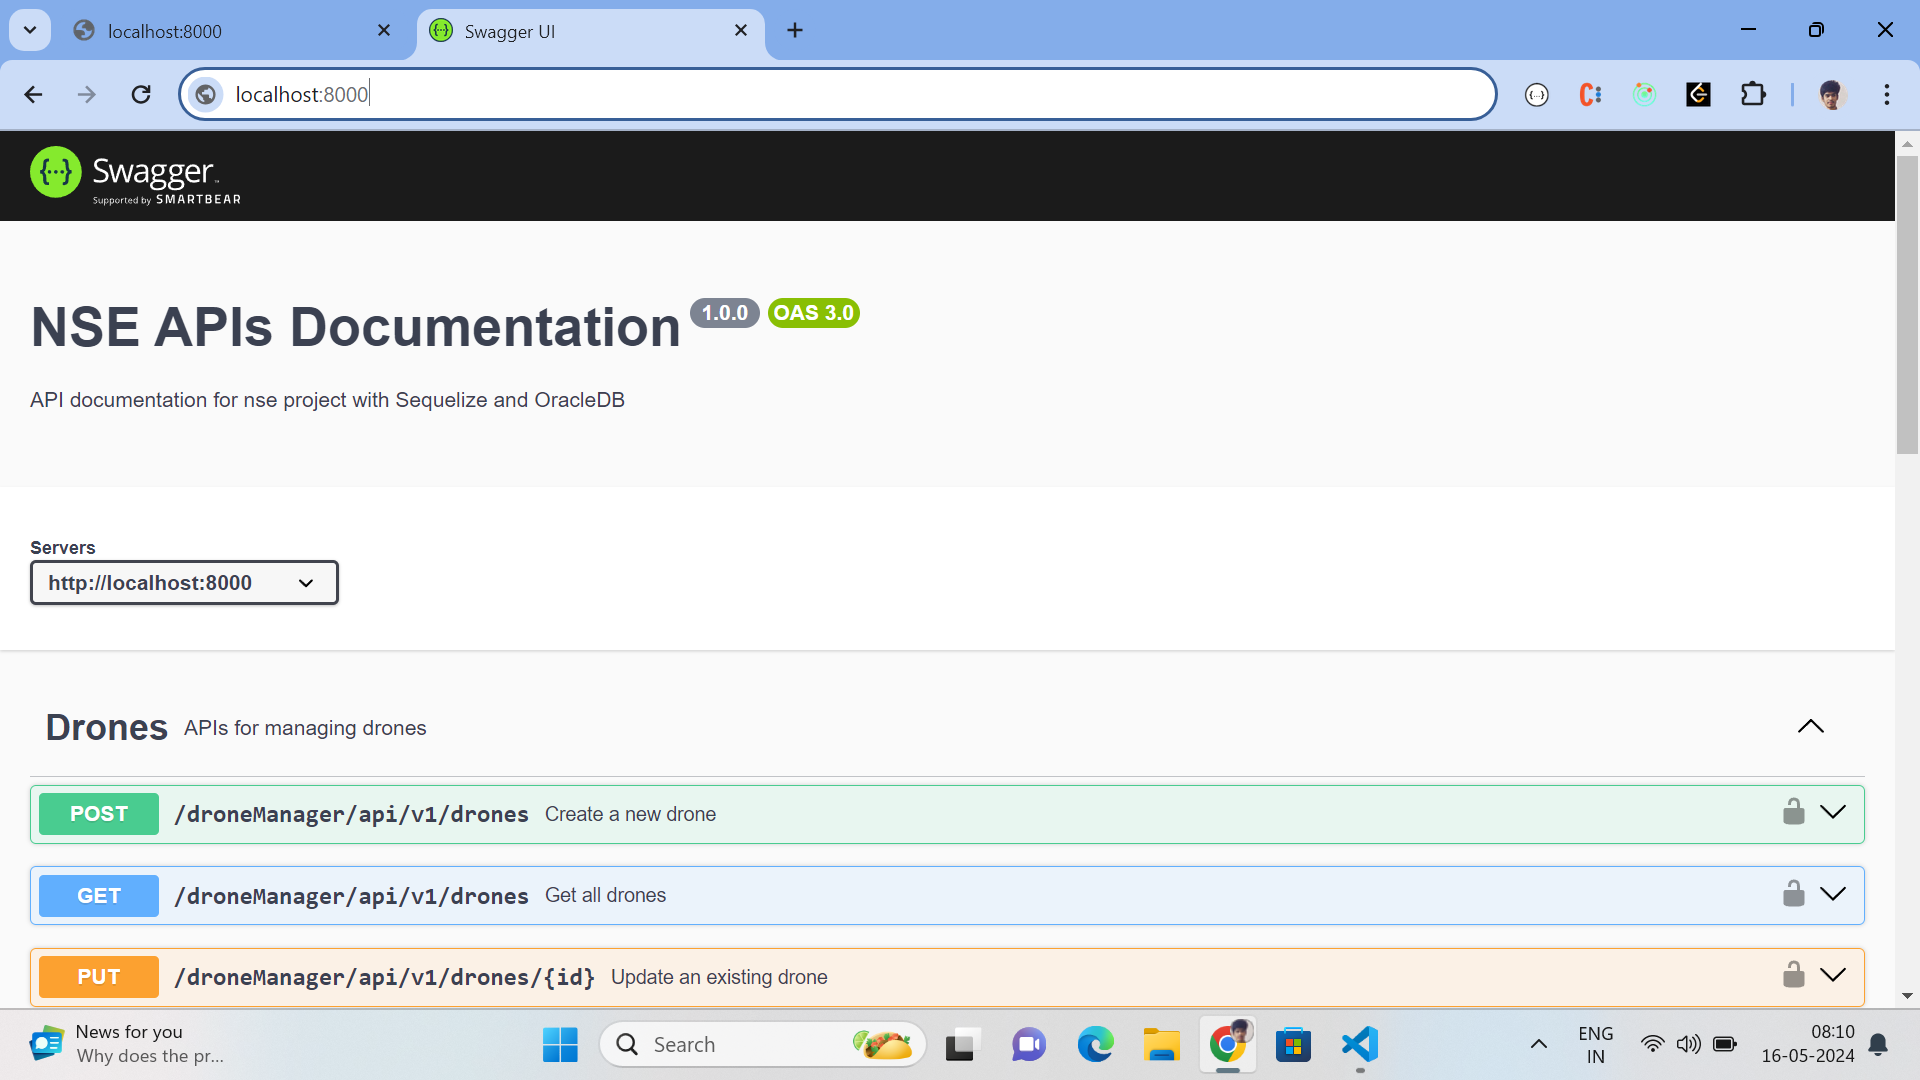 localhost:8000
Swagger UI
localhost:8000
Swagger
Supported by SMARTBEAR
NSE APIs Documentation 1.0.0 OAS 3.0
API documentation for nse project with Sequelize and OracleDB
Servers
http://localhost:8000
Drones APIs for managing drones
POST /droneManager/api/v1/drones Create a new drone
GET /droneManager/api/v1/drones Get all drones
PUT /droneManager/api/v1/drones/{id} Update an existing drone
News for you
Why does the pr...
Search
ENG
IN
08:10
16-05-2024